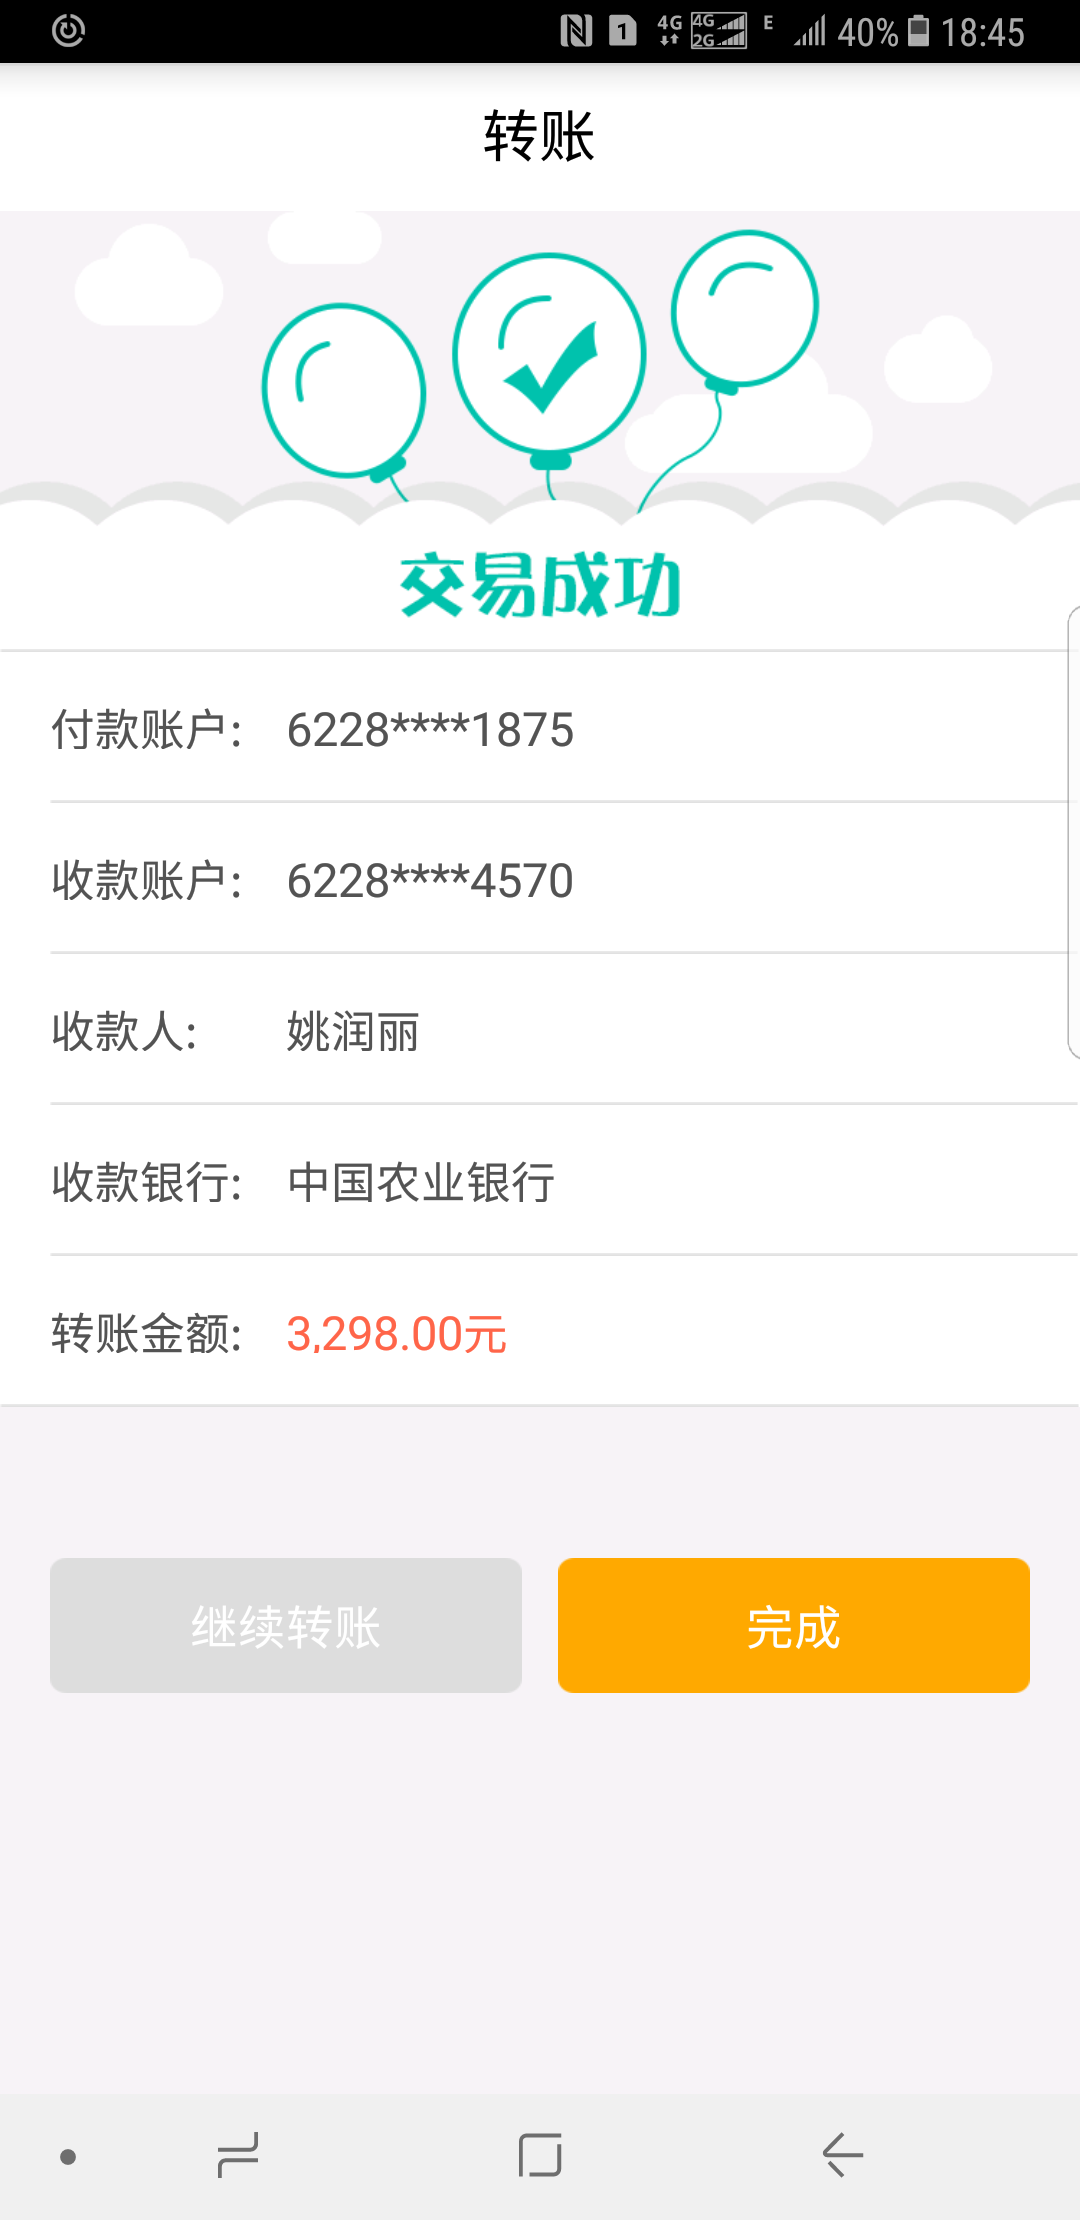 1 4G 4G 2G E 40% 18:45
转账
交易成功
付款账户: 6228****1875
收款账户: 6228****4570
收款人: 姚润丽
收款银行: 中国农业银行
转账金额: 3,298.00元
继续转账 完成